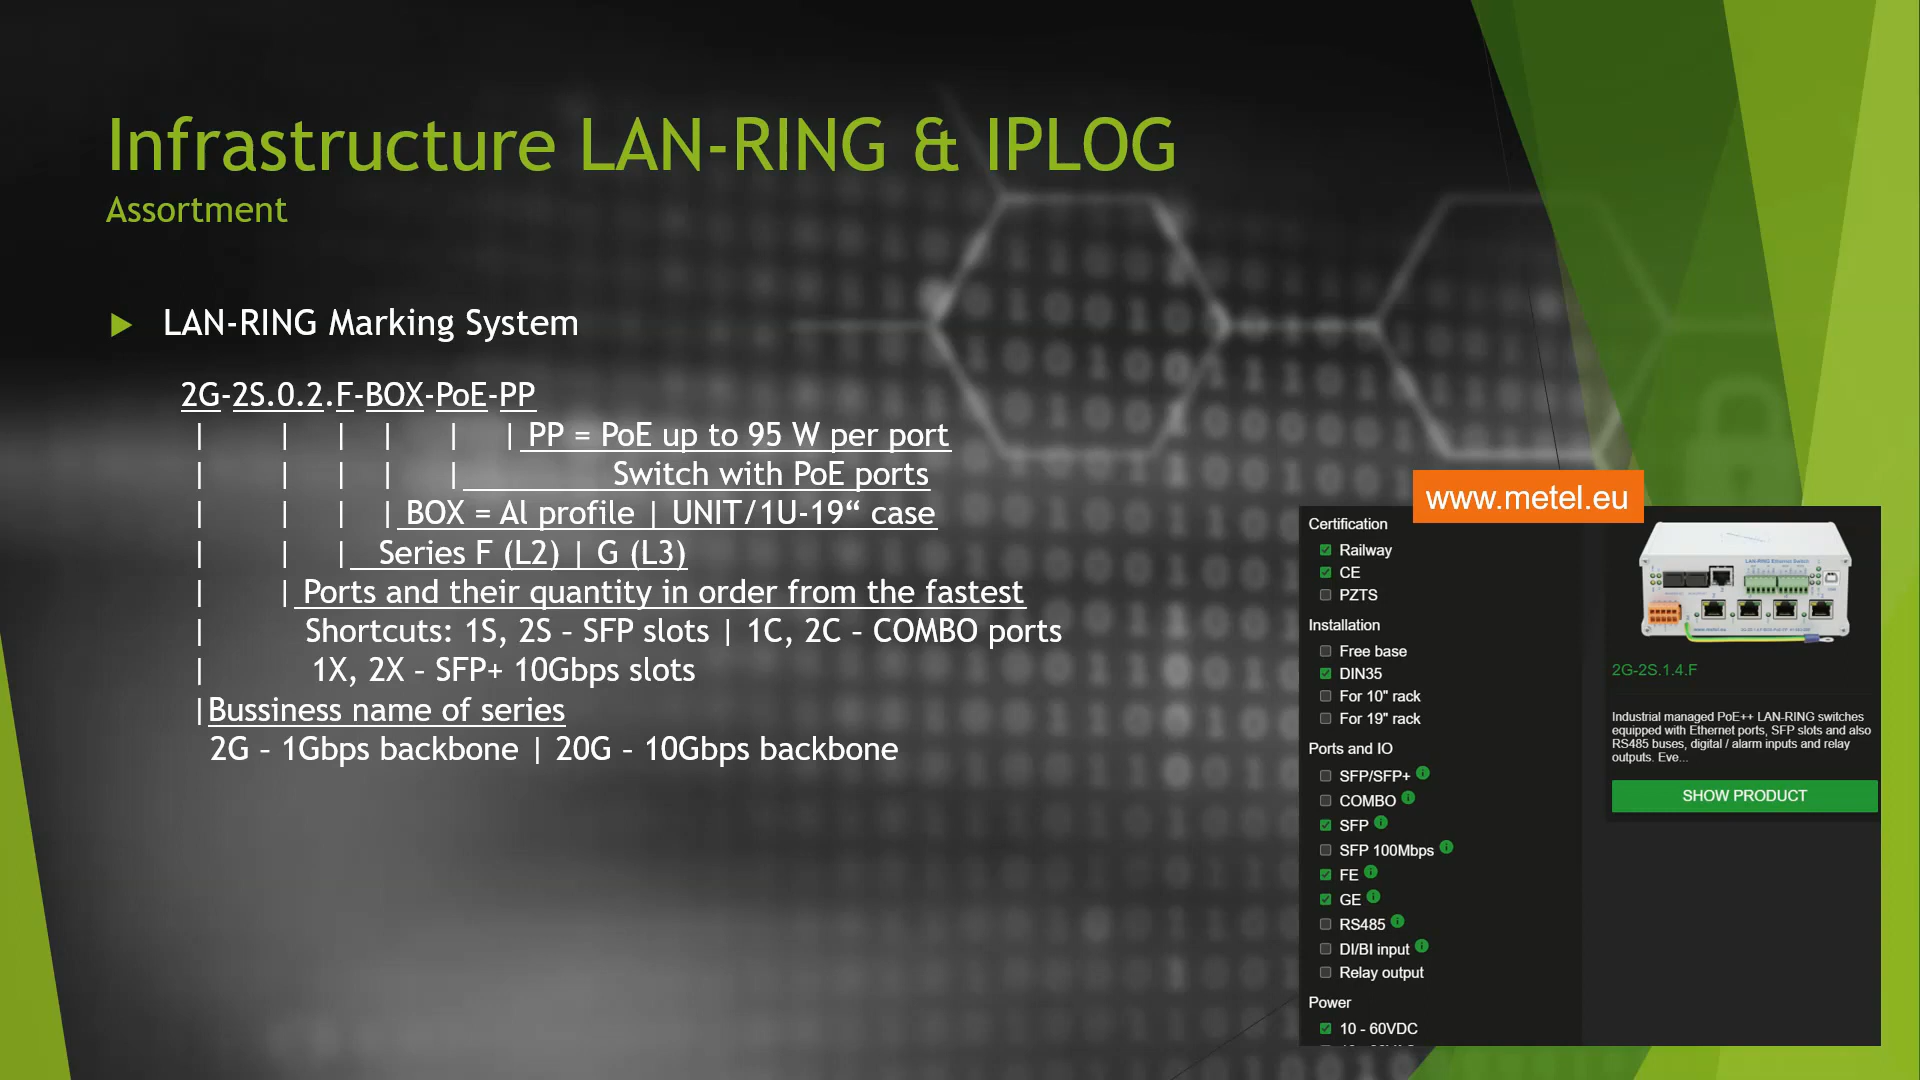 Infrastructure LAN-RING & IPLOG
Assortment
LAN-RING Marking System
2G-2S.0.2.F-BOX-PoE-PP
| | | | | | PP = PoE up to 95 W per port
| | | | | Switch with PoE ports
| | | | BOX = Al profile | UNIT/1U-19“ case
| | | Series F (L2) | G (L3)
| | Ports and their quantity in order from the fastest
| Shortcuts: 1S, 2S – SFP slots | 1C, 2C – COMBO ports
| 1X, 2X – SFP+ 10Gbps slots
|Bussiness name of series
2G – 1Gbps backbone | 20G – 10Gbps backbone
www.metel.eu
Certification
Railway
CE
PZTS
Installation
Free base
DIN35
For 10" rack
For 19" rack
Ports and IO
SFP/SFP+
COMBO
SFP
SFP 100Mbps
FE
GE
RS485
DI/BI input
Relay output
Power
10 - 60VDC
LAN-RING Ethernet Switch
www.metel.eu
2G-2S.1.4.F
Industrial managed PoE++ LAN-RING switches
equipped with Ethernet ports, SFP slots and also
RS485 buses, digital / alarm inputs and relay
outputs. Eve...
SHOW PRODUCT